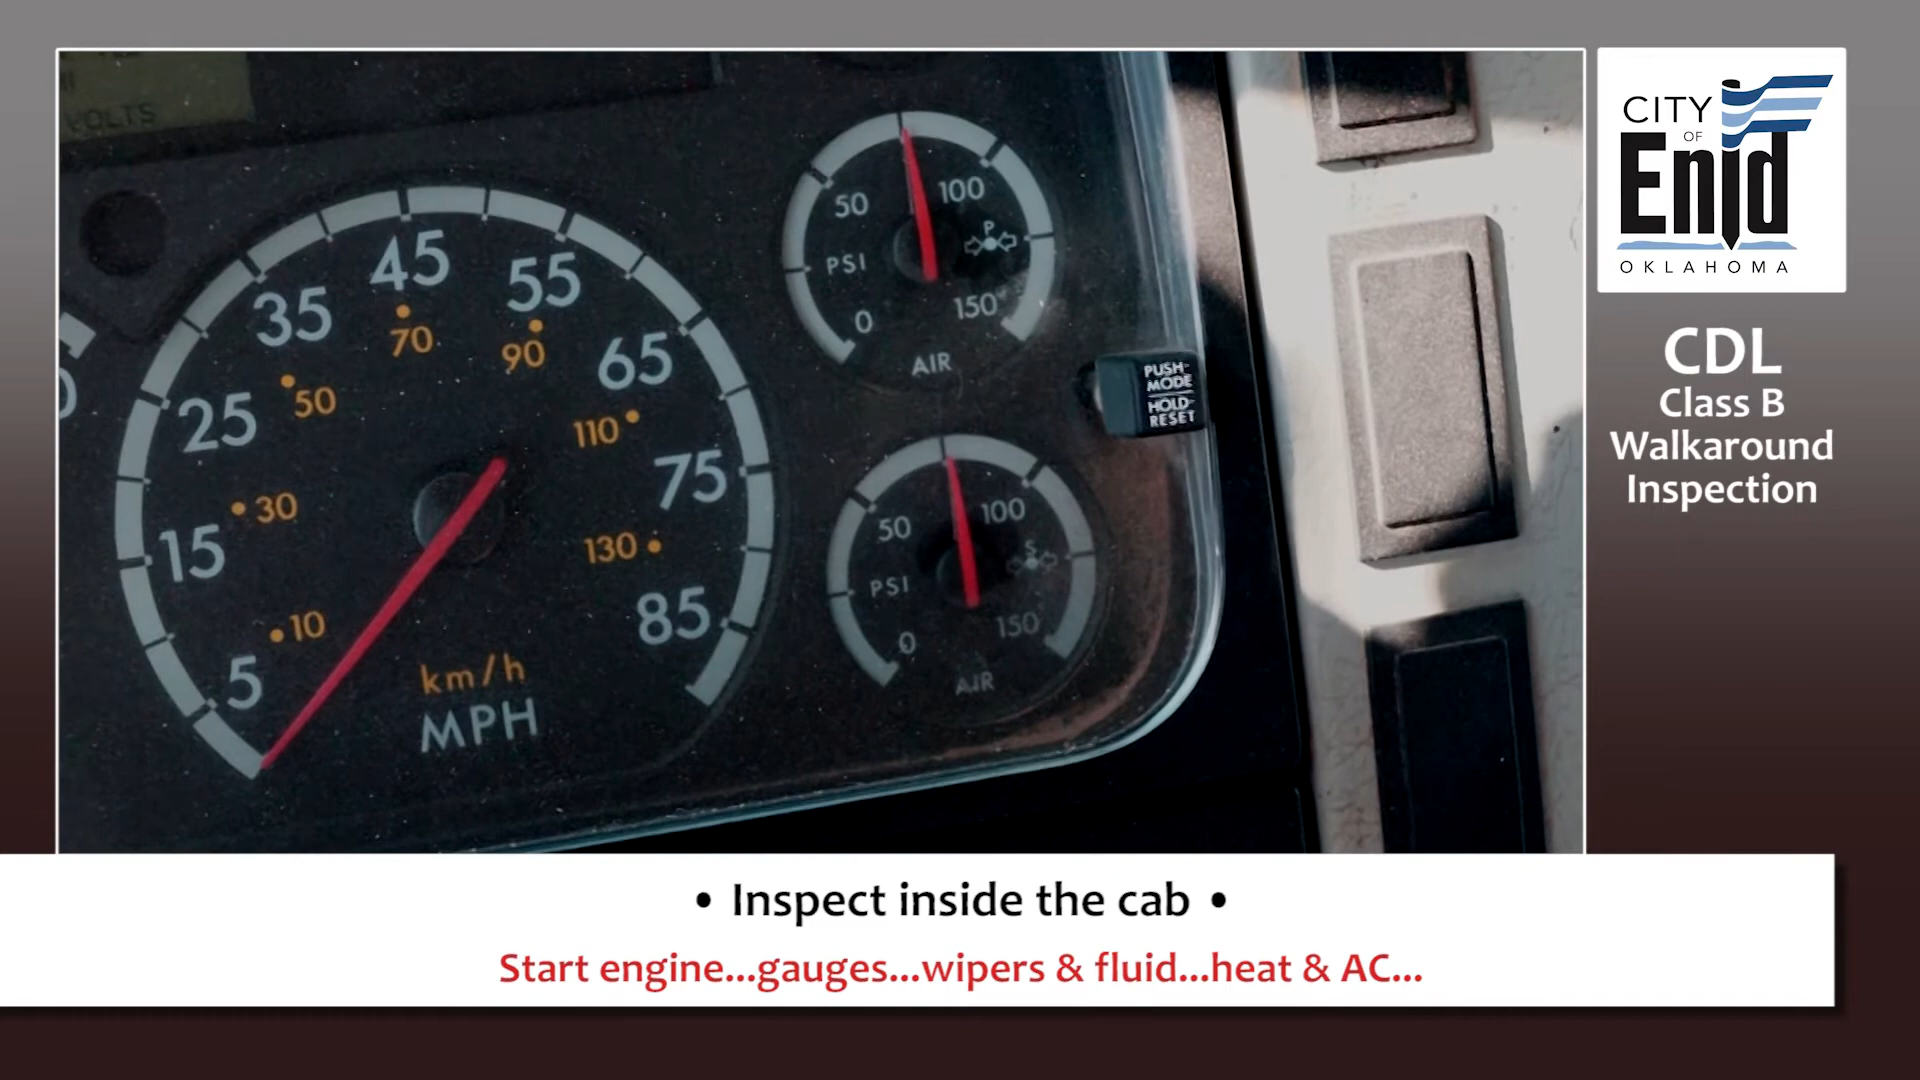 VOLTS
45
55
35
65
25
75
15
85
5
70
90
50
110
30
130
10
km/h
MPH
50
100
PSI
P
0
150
AIR
PUSH-
MODE
HOLD-
RESET
50
100
PSI
S
0
150
AIR
CITY
OF
Enid
OKLAHOMA
CDL
Class B
Walkaround
Inspection
• Inspect inside the cab •
Start engine...gauges...wipers & fluid...heat & AC...